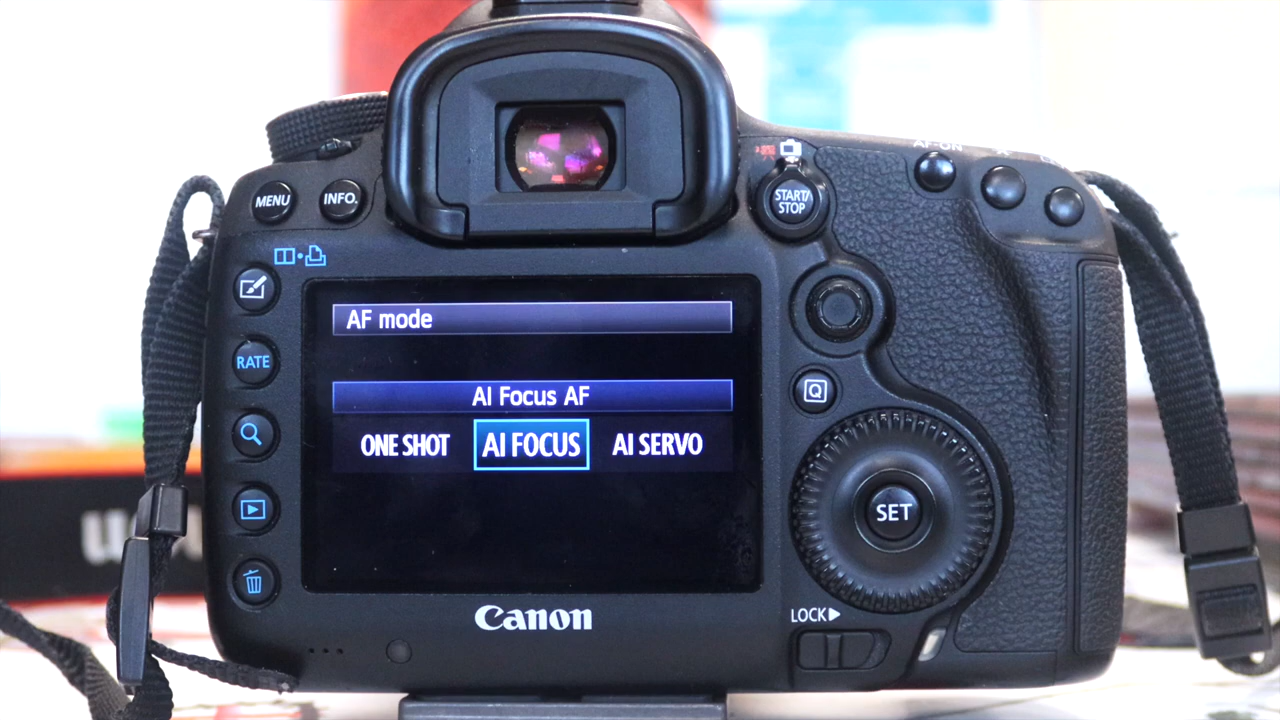 AF-ON
MENU
INFO.
START/
STOP
RATE
AF mode
AI Focus AF
ONE SHOT
AI FOCUS
AI SERVO
Q
SET
LOCK▶
Canon